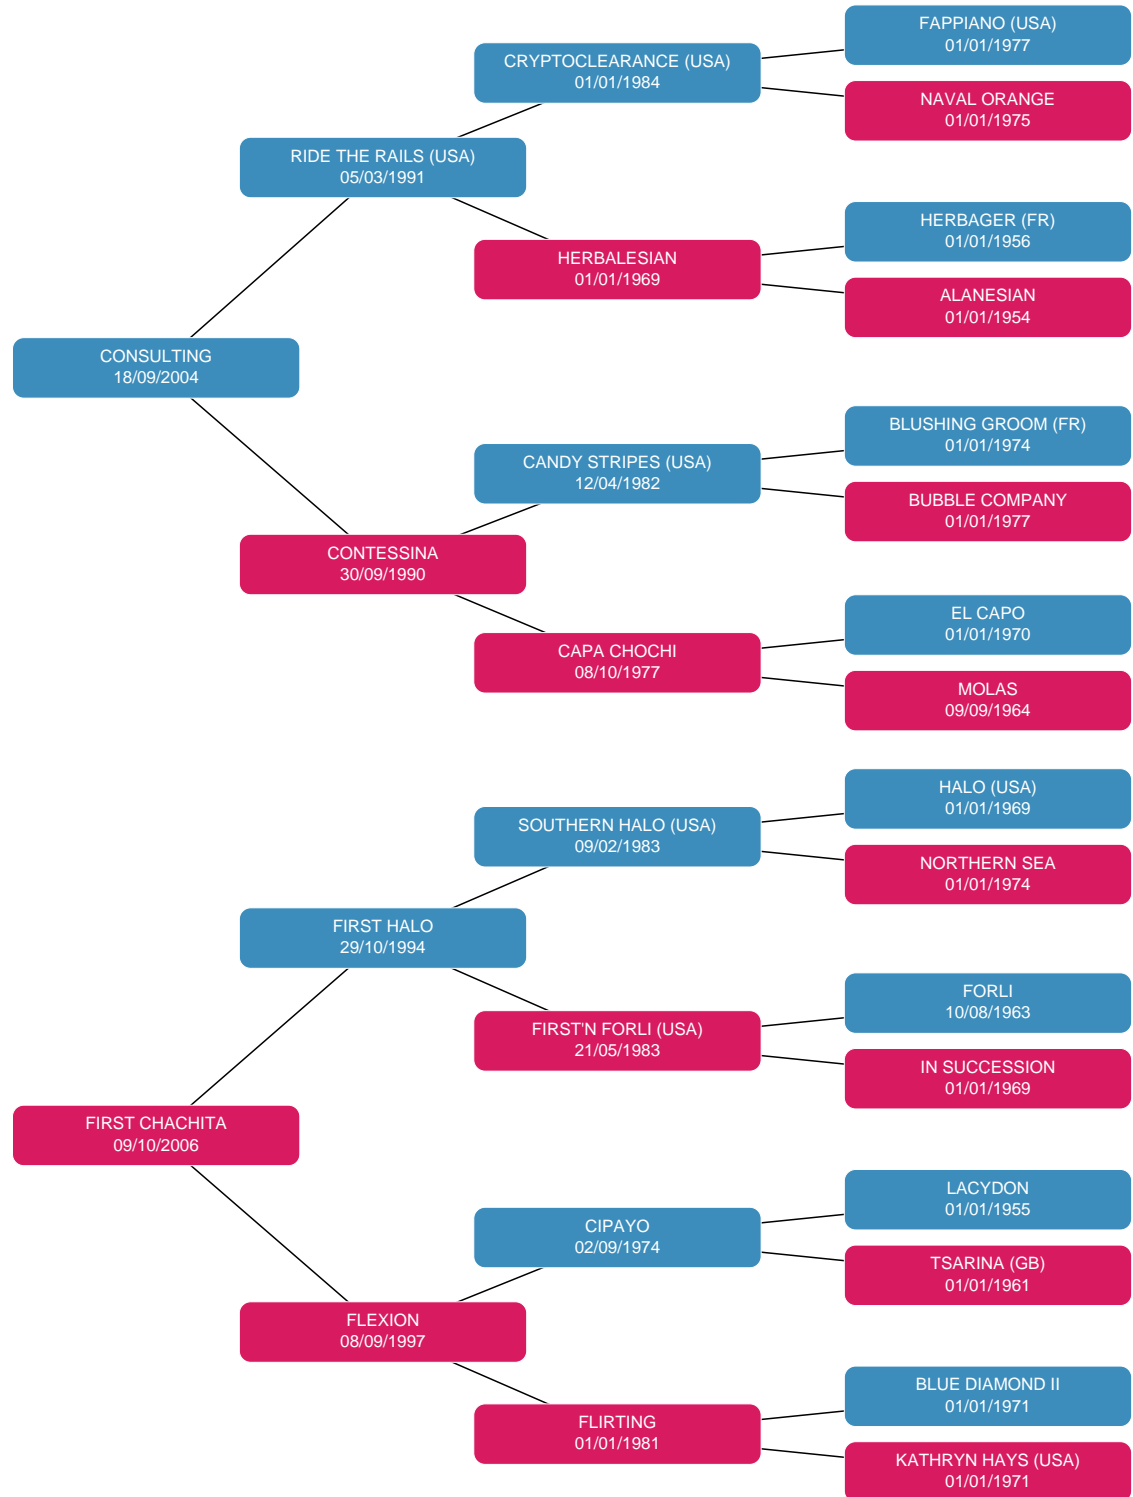 FAPPIANO (USA)
01/01/1977
CRYPTOCLEARANCE (USA)
01/01/1984
NAVAL ORANGE
01/01/1975
RIDE THE RAILS (USA)
05/03/1991
HERBAGER (FR)
01/01/1956
HERBALESIAN
01/01/1969
ALANESIAN
01/01/1954
CONSULTING
18/09/2004
BLUSHING GROOM (FR)
01/01/1974
CANDY STRIPES (USA)
12/04/1982
BUBBLE COMPANY
01/01/1977
CONTESSINA
30/09/1990
EL CAPO
01/01/1970
CAPA CHOCHI
08/10/1977
MOLAS
09/09/1964
HALO (USA)
01/01/1969
SOUTHERN HALO (USA)
09/02/1983
NORTHERN SEA
01/01/1974
FIRST HALO
29/10/1994
FORLI
10/08/1963
FIRST'N FORLI (USA)
21/05/1983
IN SUCCESSION
01/01/1969
FIRST CHACHITA
09/10/2006
LACYDON
01/01/1955
CIPAYO
02/09/1974
TSARINA (GB)
01/01/1961
FLEXION
08/09/1997
BLUE DIAMOND II
01/01/1971
FLIRTING
01/01/1981
KATHRYN HAYS (USA)
01/01/1971